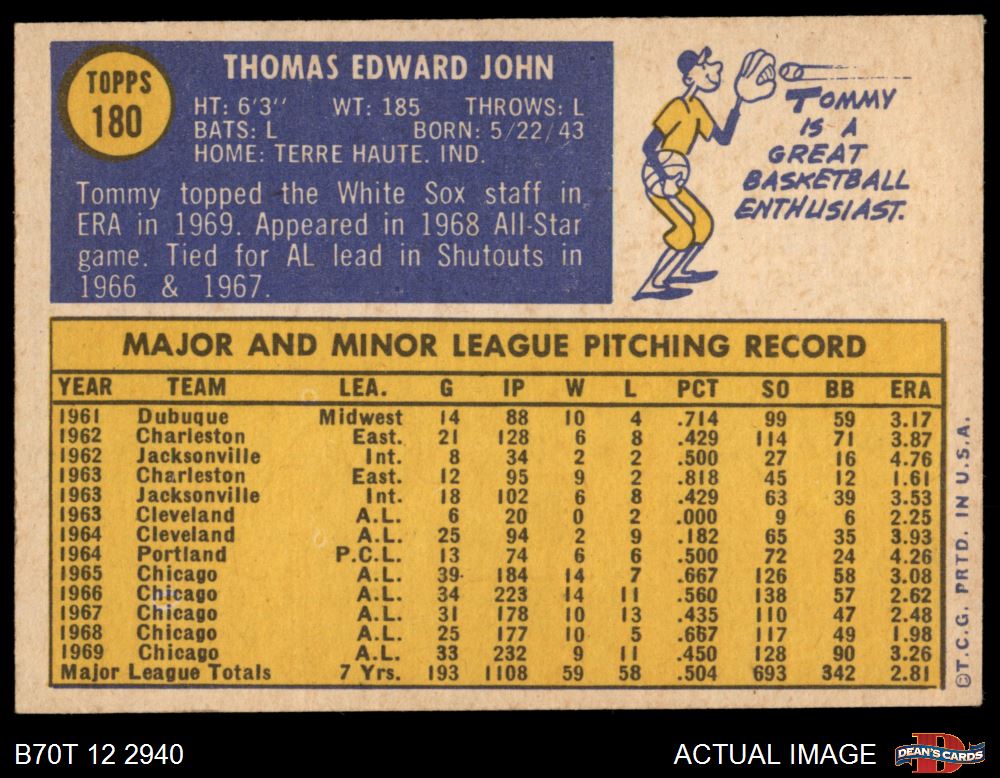 TOPPS
180
THOMAS EDWARD JOHN
HT: 6'3" WT: 185 THROWS: L
BATS: L BORN: 5/22/43
HOME: TERRE HAUTE. IND.
Tommy topped the White Sox staff in
ERA in 1969. Appeared in 1968 All-Star
game. Tied for AL lead in Shutouts in
1966 & 1967.
TOMMY
IS A
GREAT
BASKETBALL
ENTHUSIAST.
MAJOR AND MINOR LEAGUE PITCHING RECORD
YEAR TEAM LEA. G IP W L PCT SO BB ERA
1961 Dubuque Midwest 14 88 10 4 .714 99 59 3.17
1962 Charleston East. 21 128 6 8 .429 114 71 3.87
1962 Jacksonville Int. 8 34 2 2 .500 27 16 4.76
1963 Charleston East. 12 95 9 2 .818 45 12 1.61
1963 Jacksonville Int. 18 102 6 8 .429 63 39 3.53
1963 Cleveland A.L. 6 20 0 2 .000 9 6 2.25
1964 Cleveland A.L. 25 94 2 9 .182 65 35 3.93
1964 Portland P.C.L. 13 74 6 6 .500 72 24 4.26
1965 Chicago A.L. 39 184 14 7 .667 126 58 3.08
1966 Chicago A.L. 34 223 14 11 .560 138 57 2.62
1967 Chicago A.L. 31 178 10 13 .435 110 47 2.48
1968 Chicago A.L. 25 177 10 5 .667 117 49 1.98
1969 Chicago A.L. 33 232 9 11 .450 128 90 3.26
Major League Totals 7 Yrs. 193 1108 59 58 .504 693 342 2.81
©T.C.G. PRTD. IN U.S.A.
B70T 12 2940
ACTUAL IMAGE
D
DEAN'S CARDS